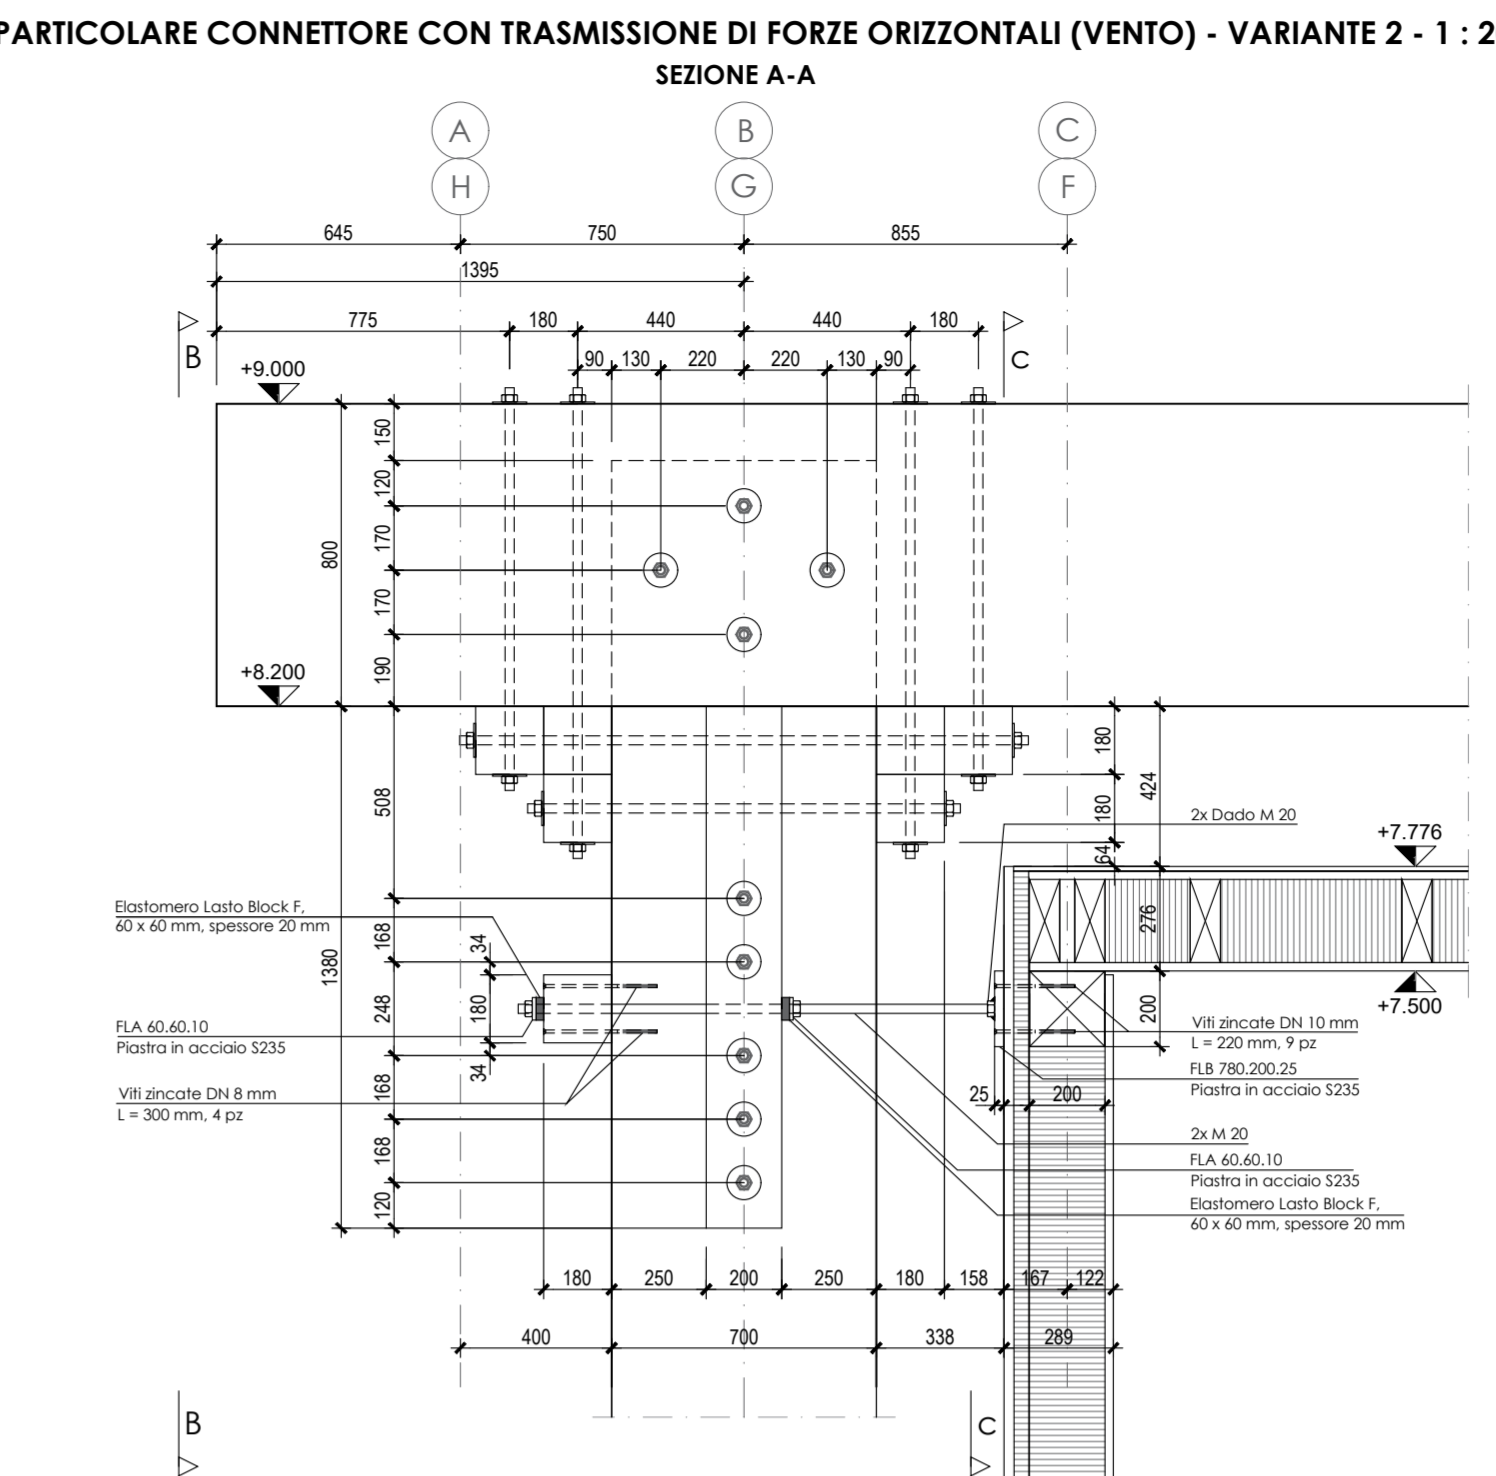 PARTICOLARE CONNETTORE CON TRASMISSIONE DI FORZE ORIZZONTALI (VENTO) - VARIANTE 2 - 1 : 2
SEZIONE A-A
A B C
H G F
645 750 855
1395
775 180 440 440 180
B C
90 130 220 220 130 90
+9.000
150
120
170
800
170
190
+8.200
180
424
508
180
64
2x Dado M 20
+7.776
276
Elastomero Lasto Block F,
60 x 60 mm, spessore 20 mm
168
34
1380
180
248
+7.500
200
FLA 60.60.10
Piastra in acciaio S235
Viti zincate DN 10 mm
L = 220 mm, 9 pz
34
FLB 780.200.25
Piastra in acciaio S235
Viti zincate DN 8 mm
L = 300 mm, 4 pz
168
25 200
2x M 20
168
FLA 60.60.10
Piastra in acciaio S235
120
Elastomero Lasto Block F,
60 x 60 mm, spessore 20 mm
180 250 200 250 180 158 167 122
400 700 338 289
B C